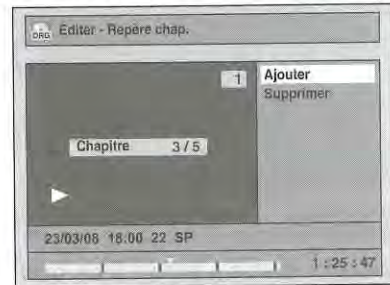 ORG Editer - Repère chap.
1
Ajouter
Supprimer
Chapitre 3 / 5
23/03/08 18.00 22 SP
1 : 25 : 47